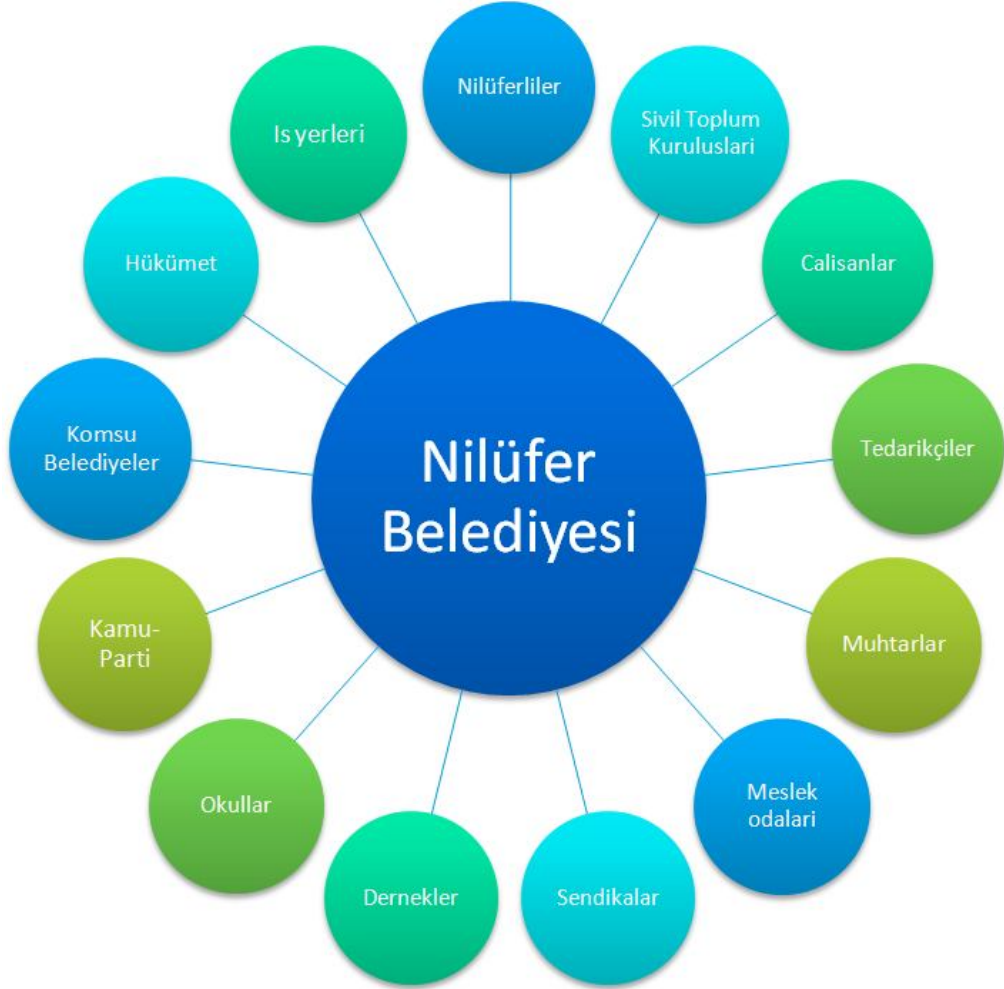 Nilüferliler
Sivil Toplum
Kuruluslari
Calisanlar
Tedarikçiler
Muhtarlar
Meslek
odalari
Sendikalar
Dernekler
Okullar
Kamu-
Parti
Komsu
Belediyeler
Hükümet
Is yerleri
Nilüfer
Belediyesi